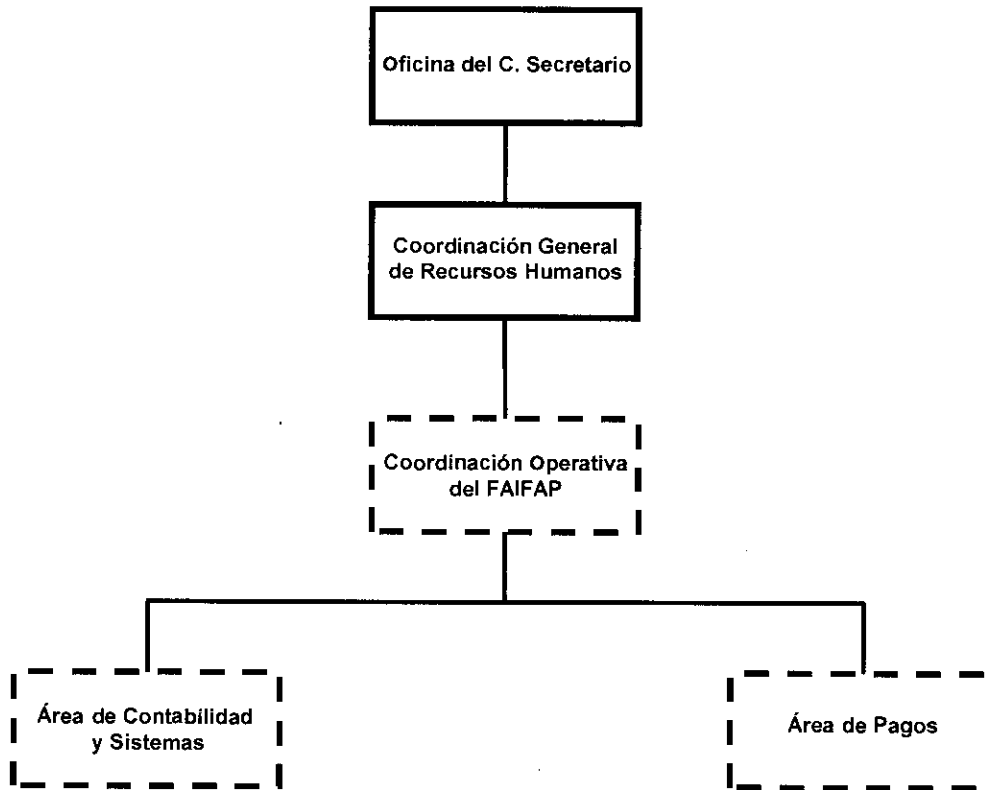 Oficina del C. Secretario
Coordinación General
de Recursos Humanos
Coordinación Operativa
del FAIFAP
Área de Contabilidad
y Sistemas
Área de Pagos